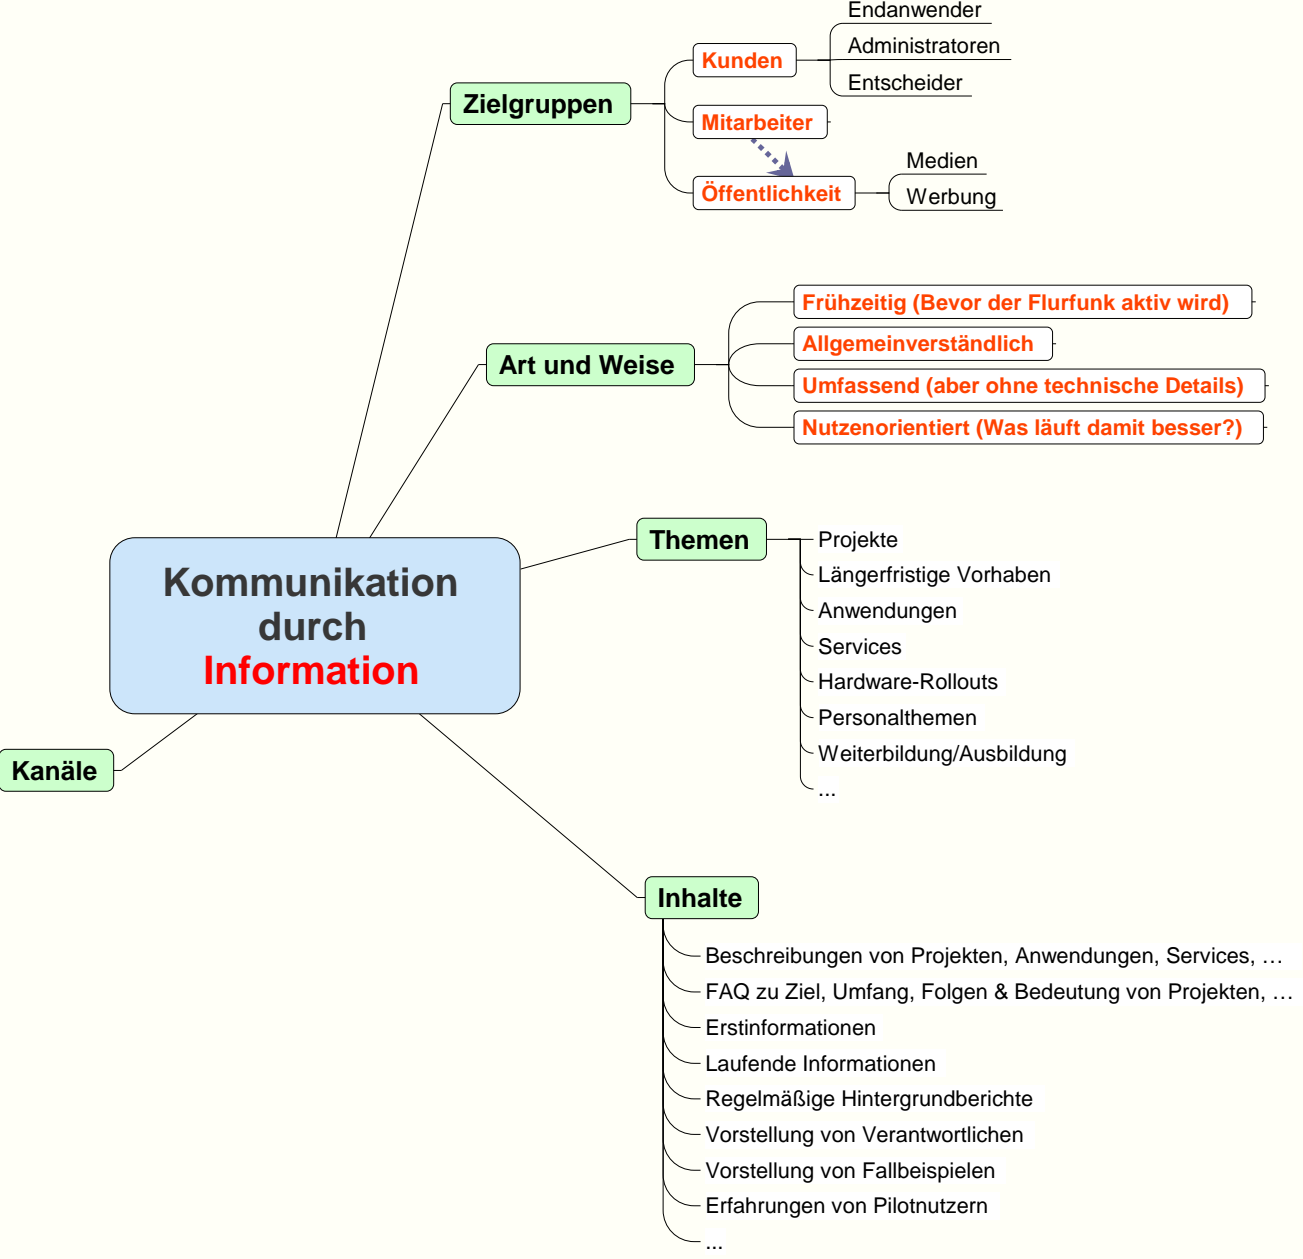 Endanwender
Administratoren
Kunden
Entscheider
Zielgruppen
Mitarbeiter
Medien
Öffentlichkeit
Werbung
Frühzeitig (Bevor der Flurfunk aktiv wird)
Allgemeinverständlich
Art und Weise
Umfassend (aber ohne technische Details)
Nutzenorientiert (Was läuft damit besser?)
Themen
Projekte
Längerfristige Vorhaben
Anwendungen
Services
Hardware-Rollouts
Personalthemen
Weiterbildung/Ausbildung
...
Kommunikation
durch
Information
Kanäle
Inhalte
Beschreibungen von Projekten, Anwendungen, Services, …
FAQ zu Ziel, Umfang, Folgen & Bedeutung von Projekten, …
Erstinformationen
Laufende Informationen
Regelmäßige Hintergrundberichte
Vorstellung von Verantwortlichen
Vorstellung von Fallbeispielen
Erfahrungen von Pilotnutzern
...